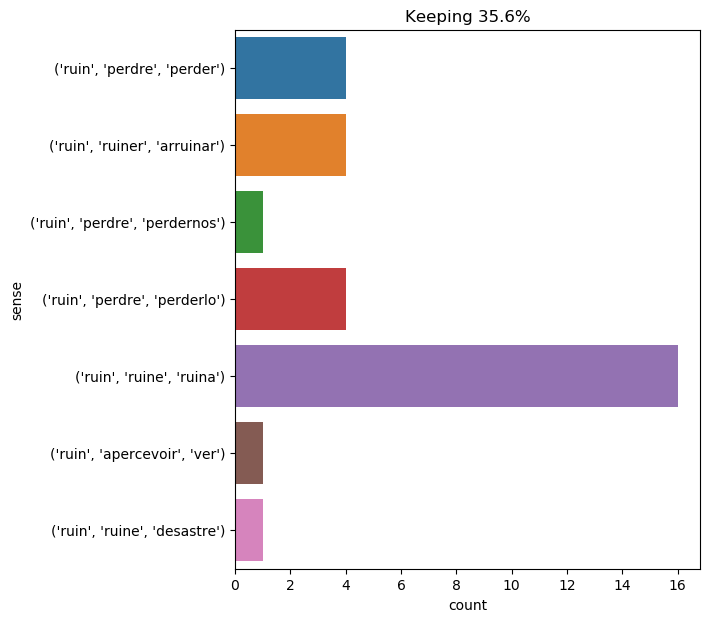 Keeping 35.6%
('ruin', 'perdre', 'perder')
('ruin', 'ruiner', 'arruinar')
('ruin', 'perdre', 'perdernos')
('ruin', 'perdre', 'perderlo')
('ruin', 'ruine', 'ruina')
('ruin', 'apercevoir', 'ver')
('ruin', 'ruine', 'desastre')
sense
0 2 4 6 8 10 12 14 16
count